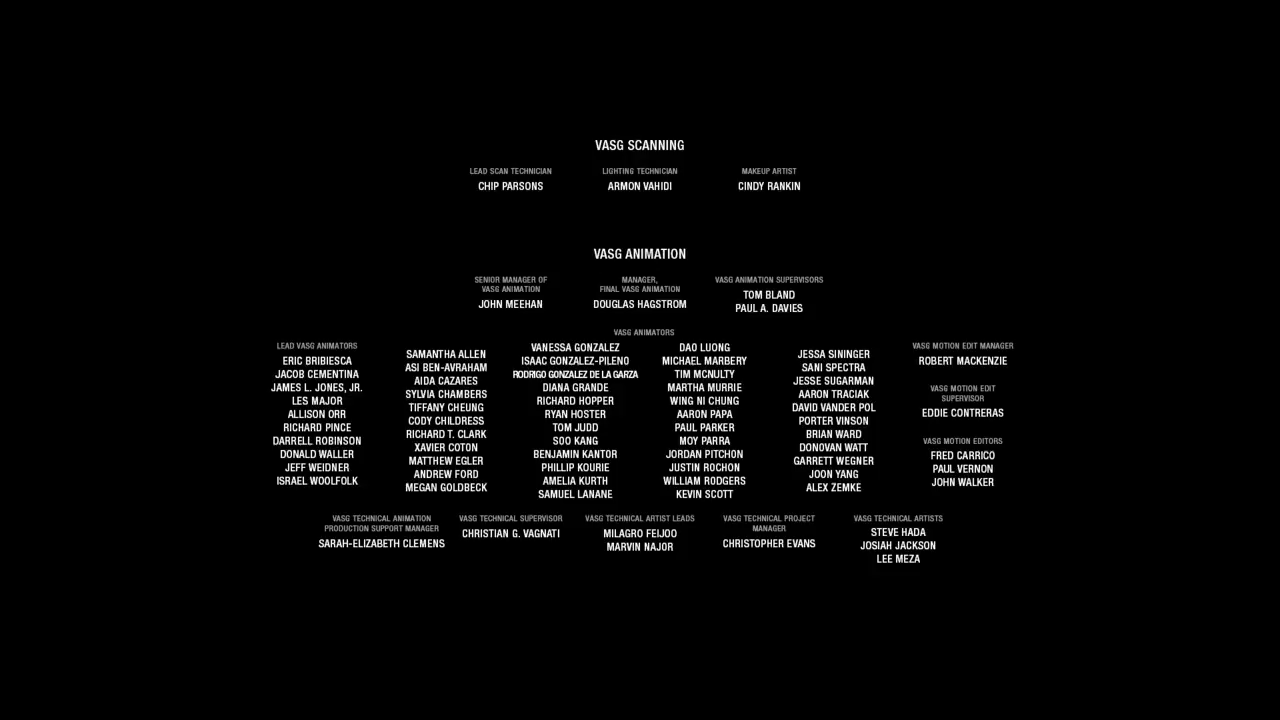 VASG SCANNING
LEAD SCAN TECHNICIAN
CHIP PARSONS
LIGHTING TECHNICIAN
ARMON VAHIDI
MAKEUP ARTIST
CINDY RANKIN
VASG ANIMATION
SENIOR MANAGER OF
VASG ANIMATION
JOHN MEEHAN
MANAGER,
FINAL VASG ANIMATION
DOUGLAS HAGSTROM
VASG ANIMATION SUPERVISORS
TOM BLAND
PAUL A. DAVIES
LEAD VASG ANIMATORS
ERIC BRIBIESCA
JACOB CEMENTINA
JAMES L. JONES, JR.
LES MAJOR
ALLISON ORR
RICHARD PINCE
DARRELL ROBINSON
DONALD WALLER
JEFF WEIDNER
ISRAEL WOOLFOLK
VASG ANIMATORS
SAMANTHA ALLEN
ASI BEN-AVRAHAM
AIDA CAZARES
SYLVIA CHAMBERS
TIFFANY CHEUNG
CODY CHILDRESS
RICHARD T. CLARK
XAVIER COTON
MATTHEW EGLER
ANDREW FORD
MEGAN GOLDBECK
VANESSA GONZALEZ
ISAAC GONZALEZ-PILENO
RODRIGO GONZALEZ DE LA GARZA
DIANA GRANDE
RICHARD HOPPER
RYAN HOSTER
TOM JUDD
SOO KANG
BENJAMIN KANTOR
PHILLIP KOURIE
AMELIA KURTH
SAMUEL LANANE
DAO LUONG
MICHAEL MARBERY
TIM MCNULTY
MARTHA MURRIE
WING NI CHUNG
AARON PAPA
PAUL PARKER
MOY PARRA
JORDAN PITCHON
JUSTIN ROCHON
WILLIAM RODGERS
KEVIN SCOTT
JESSA SININGER
SANI SPECTRA
JESSE SUGARMAN
AARON TRACIAK
DAVID VANDER POL
PORTER VINSON
BRIAN WARD
DONOVAN WATT
GARRETT WEGNER
JOON YANG
ALEX ZEMKE
VASG MOTION EDIT MANAGER
ROBERT MACKENZIE
VASG MOTION EDIT
SUPERVISOR
EDDIE CONTRERAS
VASG MOTION EDITORS
FRED CARRICO
PAUL VERNON
JOHN WALKER
VASG TECHNICAL ANIMATION
PRODUCTION SUPPORT MANAGER
SARAH-ELIZABETH CLEMENS
VASG TECHNICAL SUPERVISOR
CHRISTIAN G. VAGNATI
VASG TECHNICAL ARTIST LEADS
MILAGRO FEIJOO
MARVIN NAJOR
VASG TECHNICAL PROJECT
MANAGER
CHRISTOPHER EVANS
VASG TECHNICAL ARTISTS
STEVE HADA
JOSIAH JACKSON
LEE MEZA